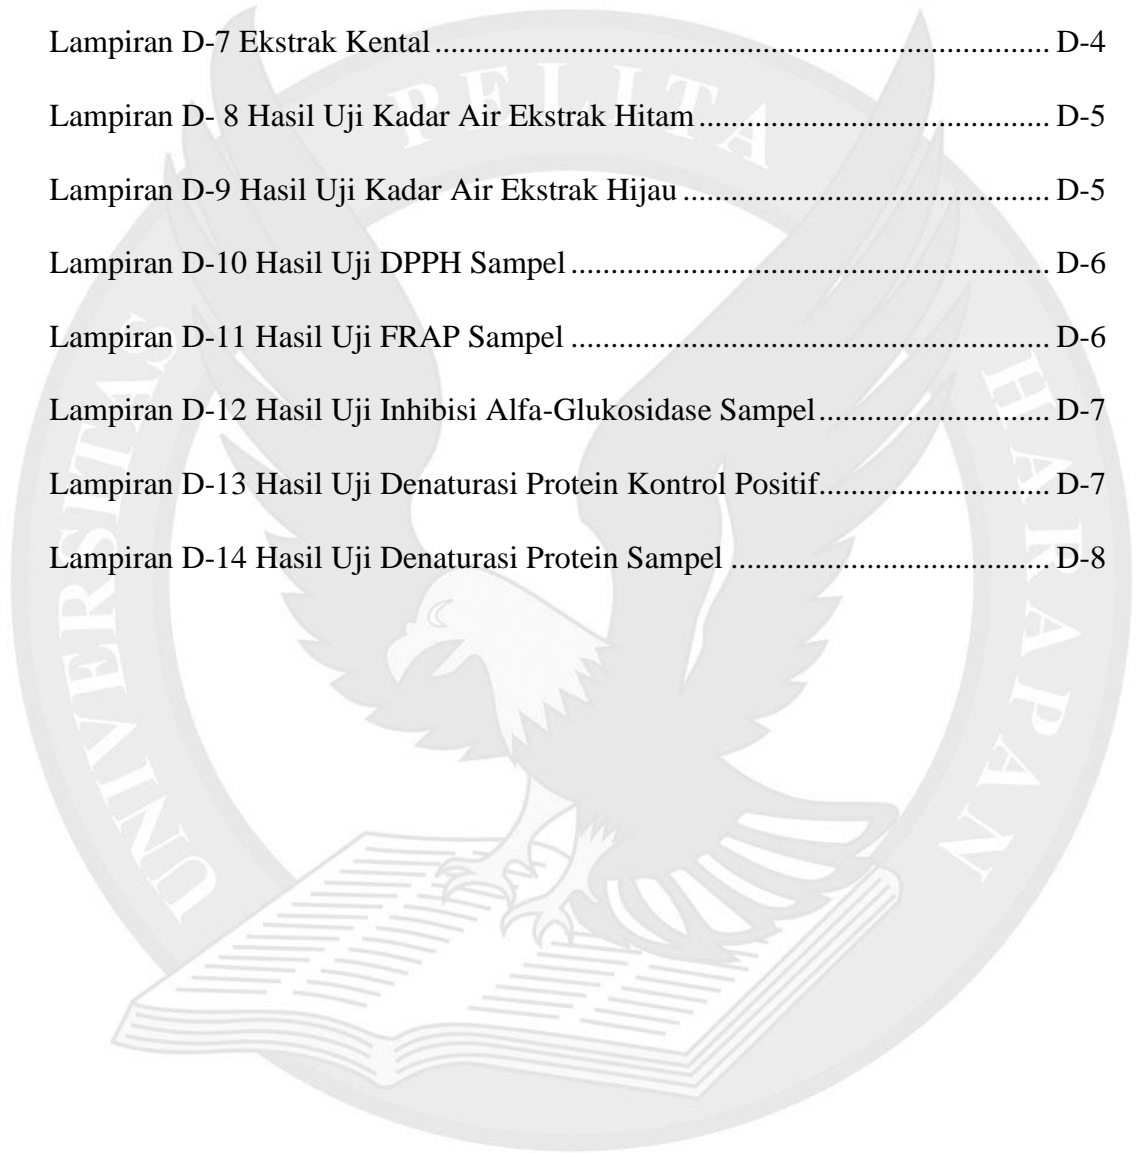 Lampiran D-7 Ekstrak Kental ............................................................................. D-4
Lampiran D- 8 Hasil Uji Kadar Air Ekstrak Hitam ............................................ D-5
Lampiran D-9 Hasil Uji Kadar Air Ekstrak Hijau .............................................. D-5
Lampiran D-10 Hasil Uji DPPH Sampel ............................................................ D-6
Lampiran D-11 Hasil Uji FRAP Sampel ............................................................ D-6
Lampiran D-12 Hasil Uji Inhibisi Alfa-Glukosidase Sampel ............................. D-7
Lampiran D-13 Hasil Uji Denaturasi Protein Kontrol Positif............................. D-7
Lampiran D-14 Hasil Uji Denaturasi Protein Sampel ........................................ D-8
UNIVERSITAS PELITA HARAPAN